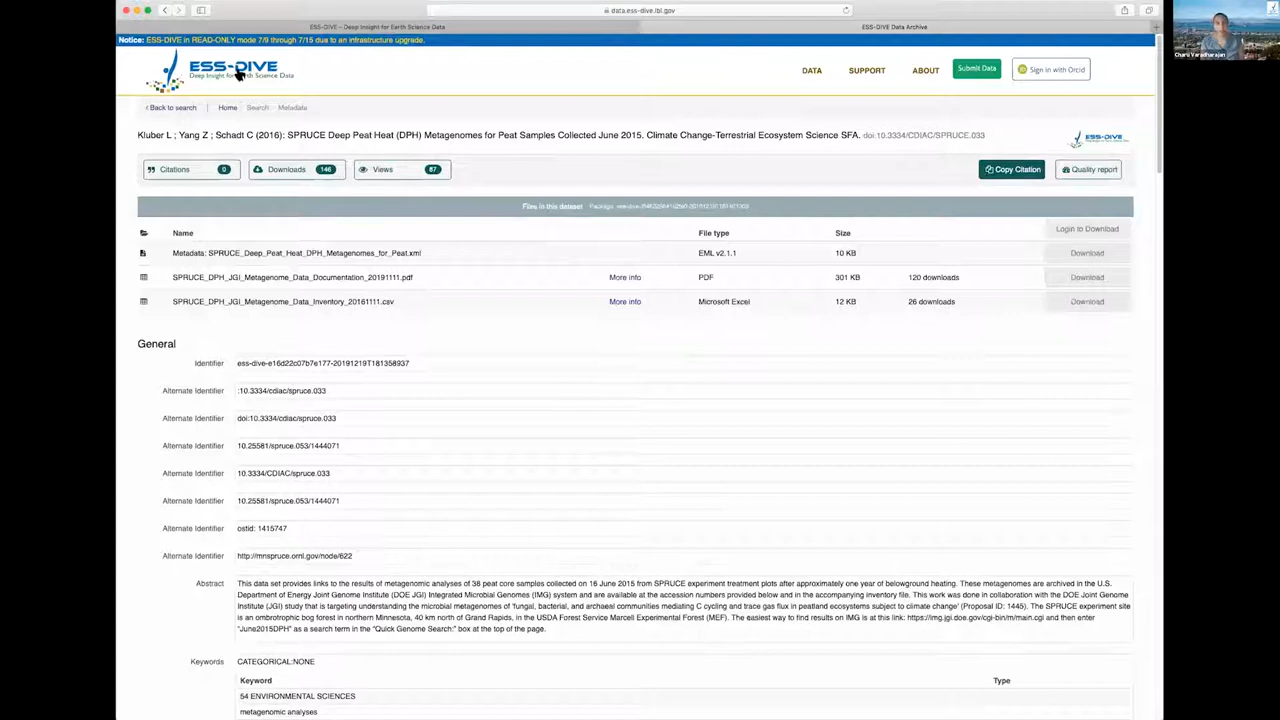 data.ess-dive.lbl.gov
ESS-DIVE – Deep Insight for Earth Science Data
ESS-DIVE Data Archive
Charu Varadharajan
Notice: ESS-DIVE in READ-ONLY mode 7/9 through 7/15 due to an infrastructure upgrade.
ESS-DIVE
Deep Insight for Earth Science Data
DATA
SUPPORT
ABOUT
Submit Data
Sign in with Orcid
Back to search
Home
Search
Metadata
Kluber L ; Yang Z ; Schadt C (2016): SPRUCE Deep Peat Heat (DPH) Metagenomes for Peat Samples Collected June 2015. Climate Change-Terrestrial Ecosystem Science SFA. doi:10.3334/CDIAC/SPRUCE.033
ESS-DIVE
Citations 0
Downloads 146
Views 87
Copy Citation
Quality report
Files in this dataset
Name
File type
Size
Login to Download
Metadata: SPRUCE_Deep_Peat_Heat_DPH_Metagenomes_for_Peat.xml
EML v2.1.1
10 KB
Download
SPRUCE_DPH_JGI_Metagenome_Data_Documentation_20191111.pdf
More info
PDF
301 KB
120 downloads
Download
SPRUCE_DPH_JGI_Metagenome_Data_Inventory_20161111.csv
More info
Microsoft Excel
12 KB
26 downloads
Download
General
Identifier
ess-dive-e16d22c07b7e177-20191219T181358937
Alternate Identifier
:10.3334/cdiac/spruce.033
Alternate Identifier
doi:10.3334/cdiac/spruce.033
Alternate Identifier
10.25581/spruce.053/1444071
Alternate Identifier
10.3334/CDIAC/spruce.033
Alternate Identifier
10.25581/spruce.053/1444071
Alternate Identifier
ostid: 1415747
Alternate Identifier
http://mnspruce.ornl.gov/node/622
Abstract
This data set provides links to the results of metagenomic analyses of 38 peat core samples collected on 16 June 2015 from SPRUCE experiment treatment plots after approximately one year of belowground heating. These metagenomes are archived in the U.S.
Department of Energy Joint Genome Institute (DOE JGI) Integrated Microbial Genomes (IMG) system and are available at the accession numbers provided below and in the accompanying inventory file. This work was done in collaboration with the DOE Joint Genome
Institute (JGI) study that is targeting understanding the microbial metagenomes of 'fungal, bacterial, and archaeal communities mediating C cycling and trace gas flux in peatland ecosystems subject to climate change' (Proposal ID: 1445). The SPRUCE experiment site
is an ombrotrophic bog forest in northern Minnesota, 40 km north of Grand Rapids, in the USDA Forest Service Marcell Experimental Forest (MEF). The easiest way to find results on IMG is at this link: https://img.jgi.doe.gov/cgi-bin/m/main.cgi and then enter
"June2015DPH" as a search term in the "Quick Genome Search:" box at the top of the page.
Keywords
CATEGORICAL:NONE
Keyword
Type
54 ENVIRONMENTAL SCIENCES
metagenomic analyses